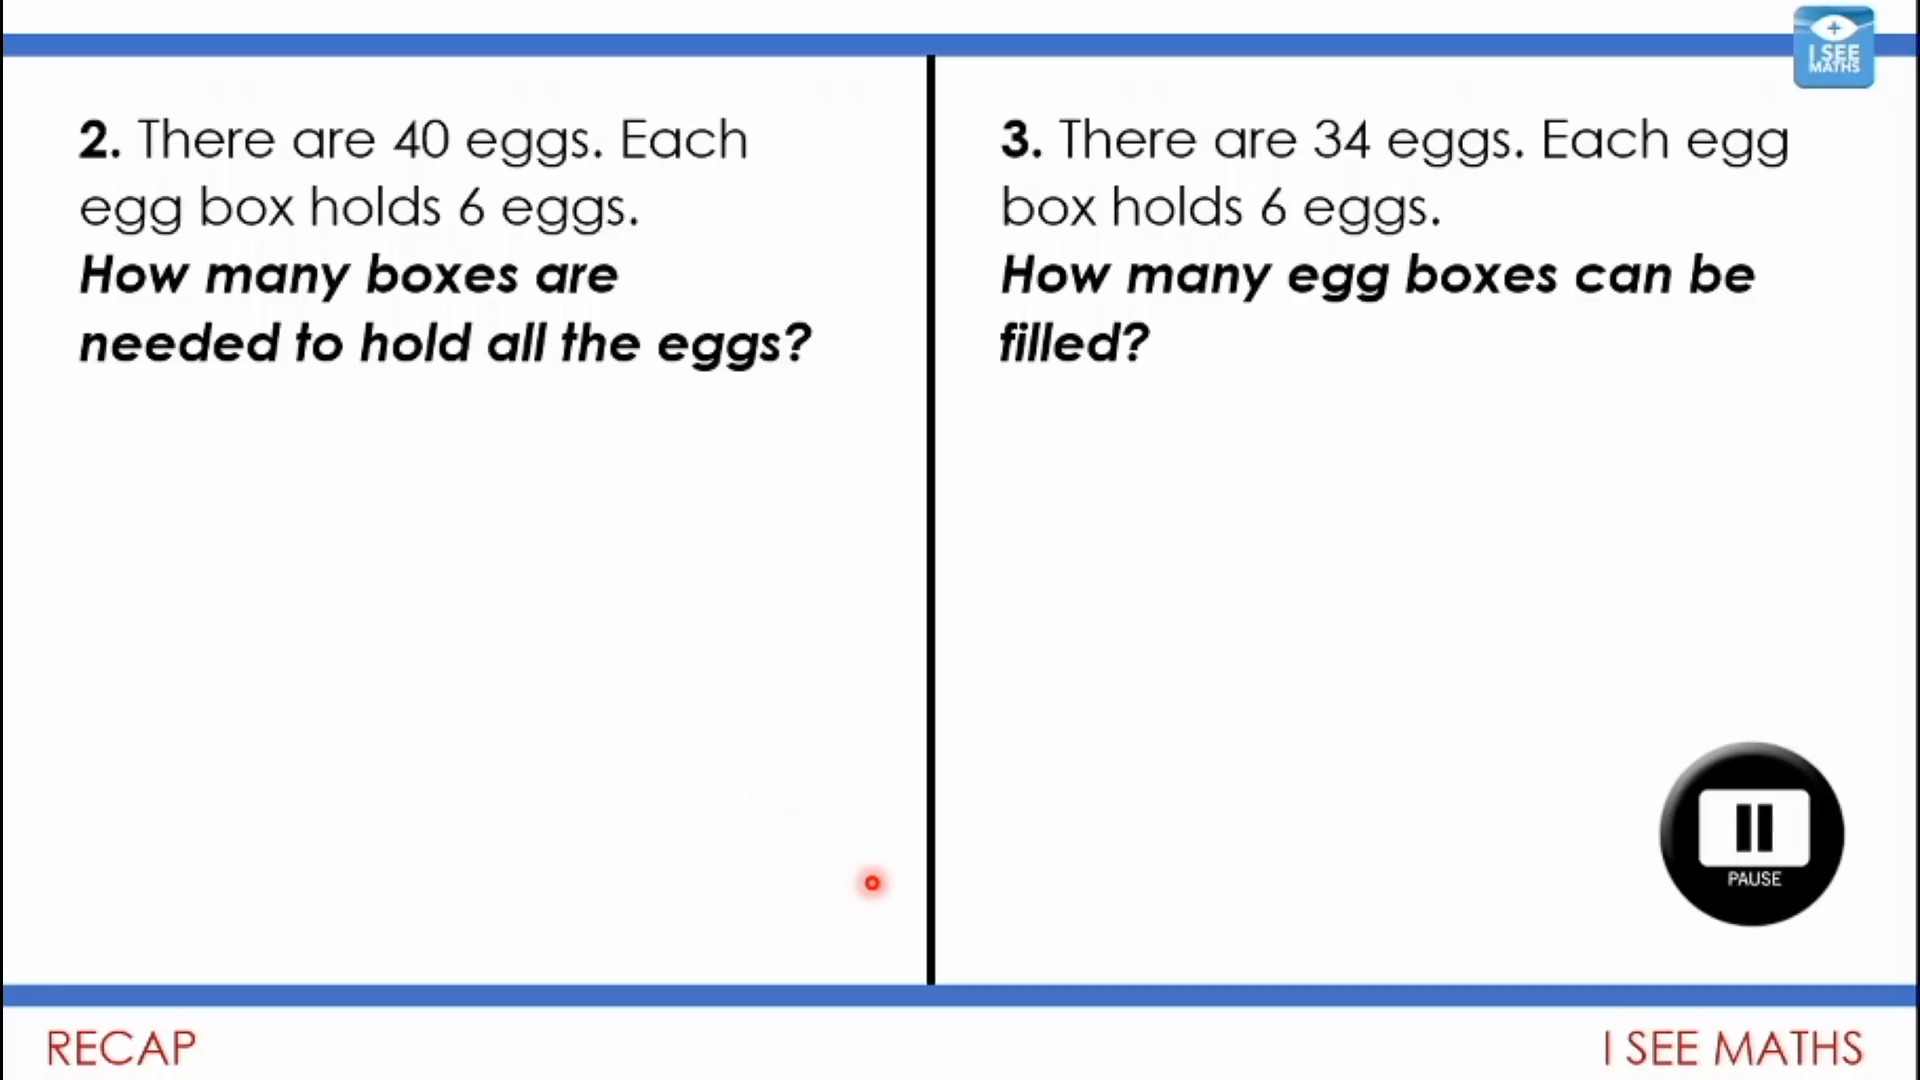 I SEE
MATHS
2. There are 40 eggs. Each
egg box holds 6 eggs.
How many boxes are
needed to hold all the eggs?
3. There are 34 eggs. Each egg
box holds 6 eggs.
How many egg boxes can be
filled?
PAUSE
RECAP
I SEE MATHS